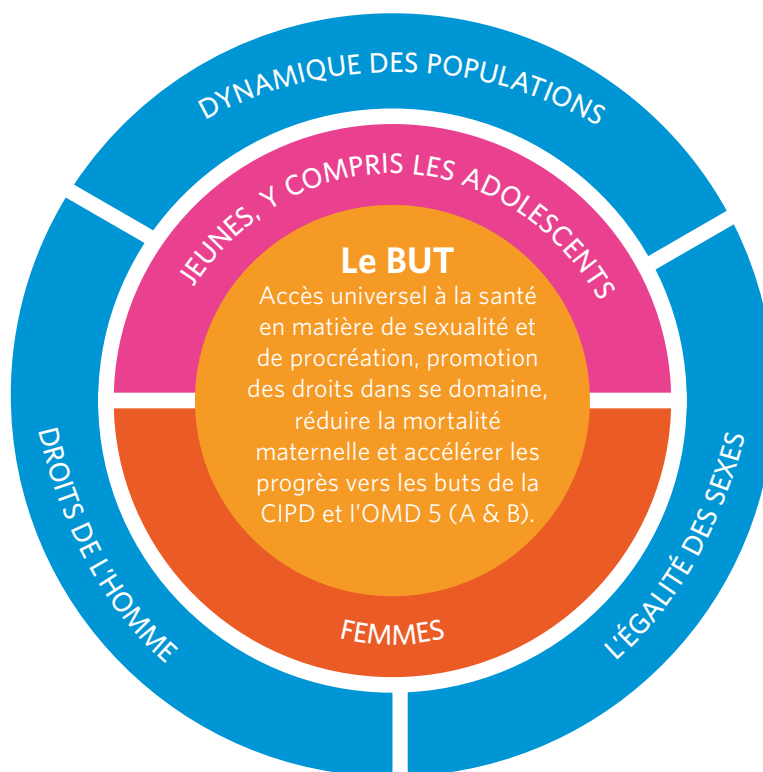 DYNAMIQUE DES POPULATIONS
JEUNES, Y COMPRIS LES ADOLESCENTS
Le BUT
Accès universel à la santé
en matière de sexualité et
de procréation, promotion
des droits dans se domaine,
réduire la mortalité
maternelle et accélérer les
progrès vers les buts de la
CIPD et l'OMD 5 (A & B).
DROITS DE L'HOMME
L'ÉGALITÉ DES SEXES
FEMMES